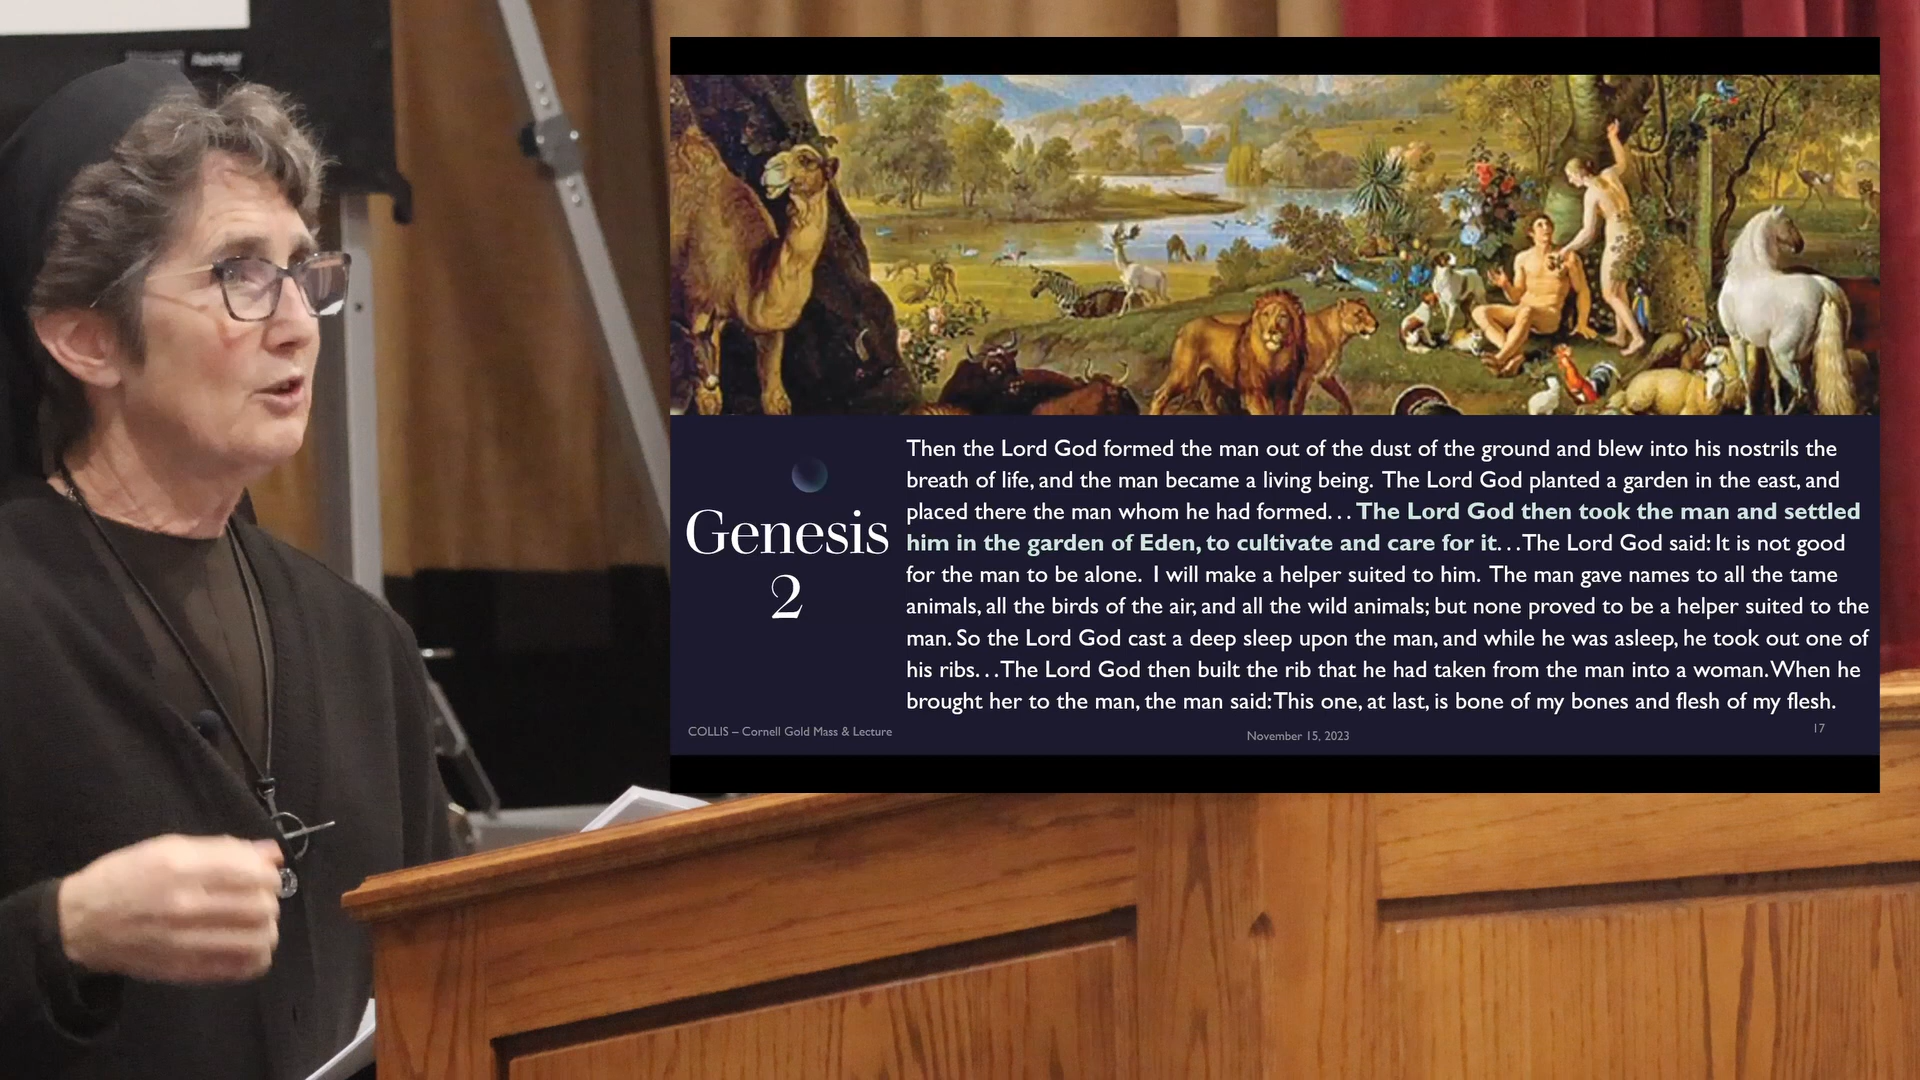 Genesis
2
Then the Lord God formed the man out of the dust of the ground and blew into his nostrils the
breath of life, and the man became a living being. The Lord God planted a garden in the east, and
placed there the man whom he had formed. . . The Lord God then took the man and settled
him in the garden of Eden, to cultivate and care for it. . .The Lord God said: It is not good
for the man to be alone. I will make a helper suited to him. The man gave names to all the tame
animals, all the birds of the air, and all the wild animals; but none proved to be a helper suited to the
man. So the Lord God cast a deep sleep upon the man, and while he was asleep, he took out one of
his ribs. . .The Lord God then built the rib that he had taken from the man into a woman. When he
brought her to the man, the man said: This one, at last, is bone of my bones and flesh of my flesh.
COLLIS – Cornell Gold Mass & Lecture
November 15, 2023
17